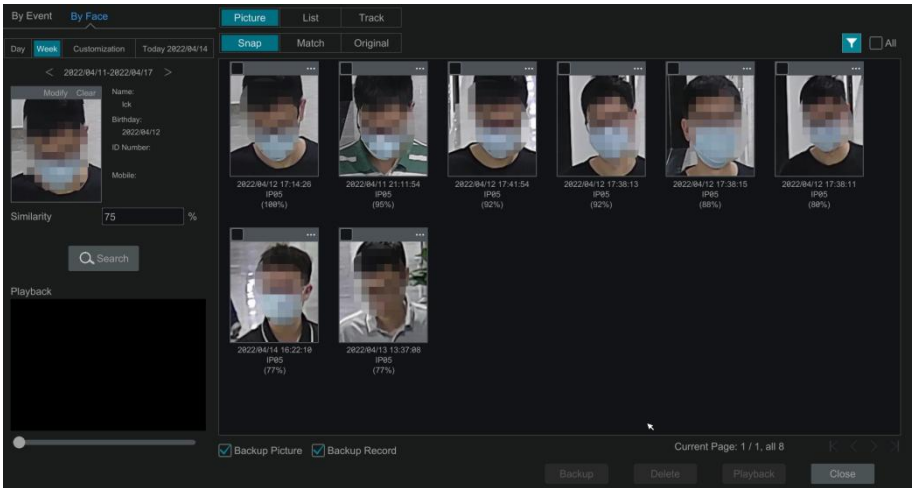 By Event By Face
Day Week Customization Today 2022/04/14
< 2022/04/11-2022/04/17 >
Modify Clear
Name:
Ick
Birthday:
2022/04/12
ID Number:
Mobile:
Similarity 75 %
Search
Playback
Picture List Track
Snap Match Original
All
2022/04/12 17:14:26
IP05
(100%)
2022/04/11 21:11:54
IP05
(95%)
2022/04/12 17:41:54
IP05
(92%)
2022/04/12 17:38:13
IP05
(92%)
2022/04/12 17:38:15
IP05
(88%)
2022/04/12 17:38:11
IP05
(80%)
2022/04/14 16:22:10
IP05
(77%)
2022/04/13 13:37:08
IP05
(77%)
Backup Picture Backup Record
Current Page: 1 / 1, all 8
Backup Delete Playback Close